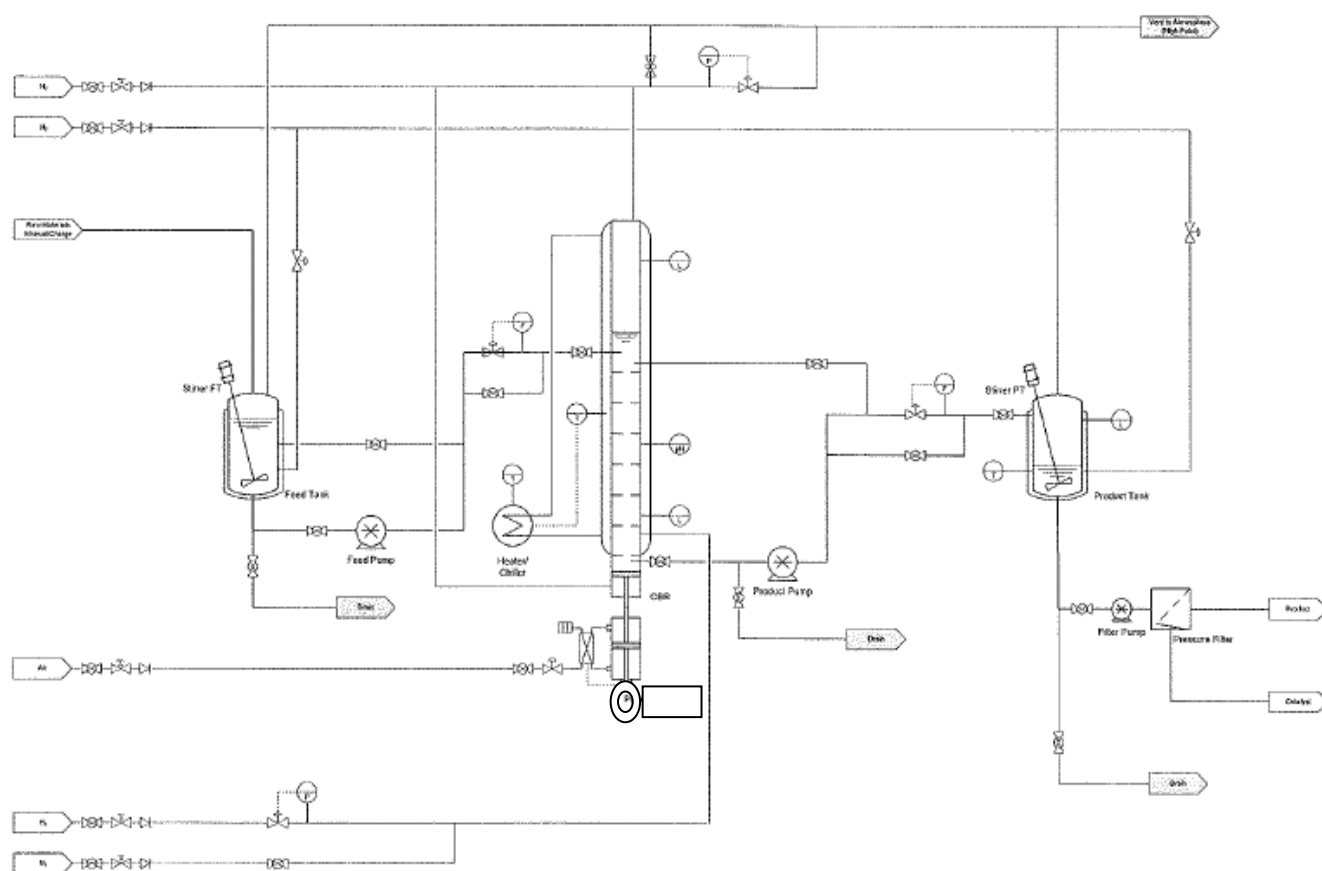 Vent to Atmosphere
(High Point)
P
N₂
N₂
Raw Materials
Manual Charge
L
F
Stirrer FT
F
Stirrer PT
T
L
pH
T
T
Feed Tank
Product Tank
L
Feed Pump
Heater/
Chiller
Product Pump
CBR
Drain
Product
Filter Pump
Pressure Filter
Drain
Air
Catalyst
Drain
F
H₂
N₂